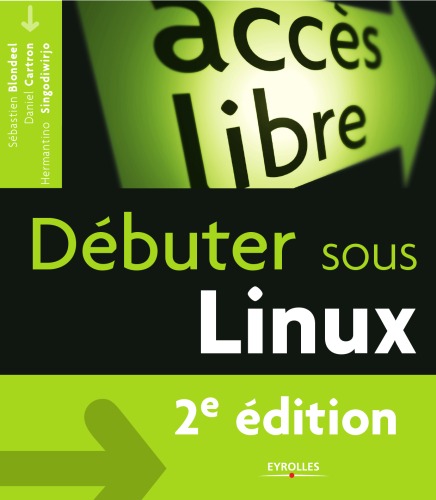 Sébastien Blondeel
Daniel Cartron
Hermantino Singodiwirjo
accès
libre
Débuter sous
Linux
2e édition
EYROLLES